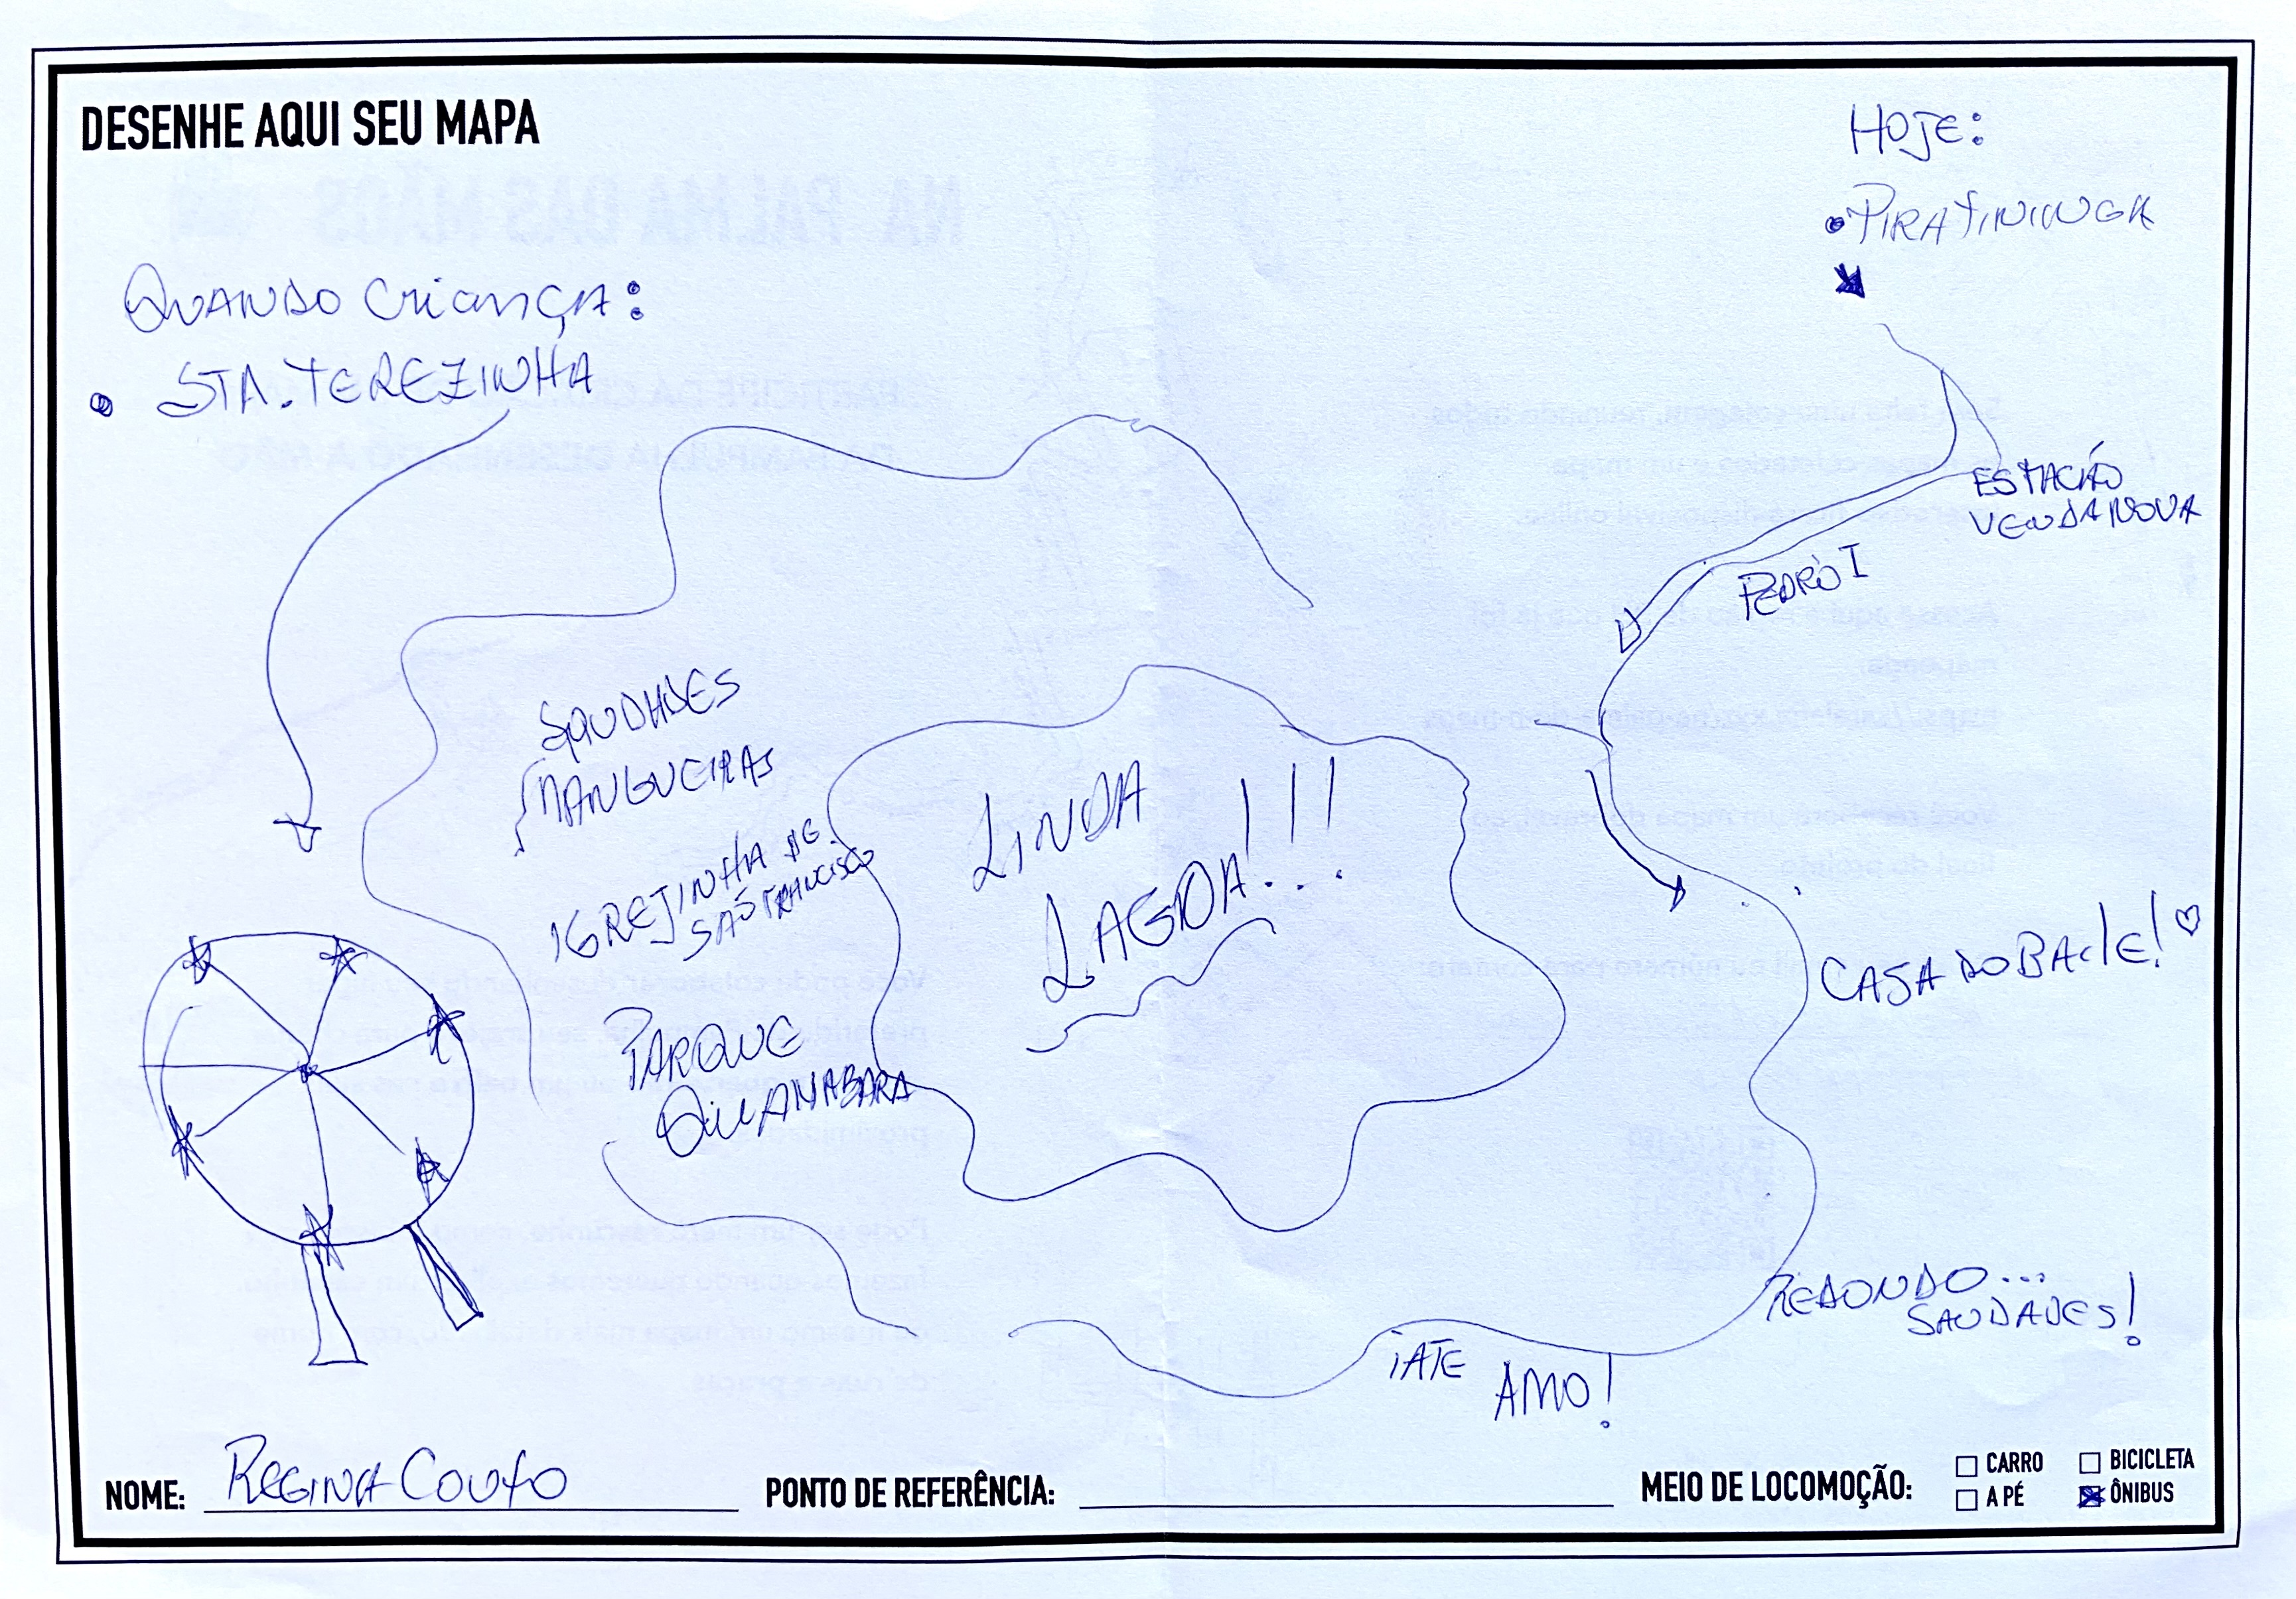 DESENHE AQUI SEU MAPA
HOJE:
• PIRATININGA
QUANDO CRIANÇA:
• STA. TEREZINHA
ESTAÇÃO
VENDA NOVA
PEDRO I
SAUDADES
MANGUEIRAS
IGREJINHA DE
SÃO FRANCISCO
LINDA
LAGOA!!!
CASA DO BAILE! ♡
PARQUE
GUANABARA
REDONDO...
SAUDADES!
IATE
AMO!
NOME: REGINA COUTO
PONTO DE REFERÊNCIA:
MEIO DE LOCOMOÇÃO:
☐ CARRO ☐ BICICLETA
☐ A PÉ ☒ ÔNIBUS